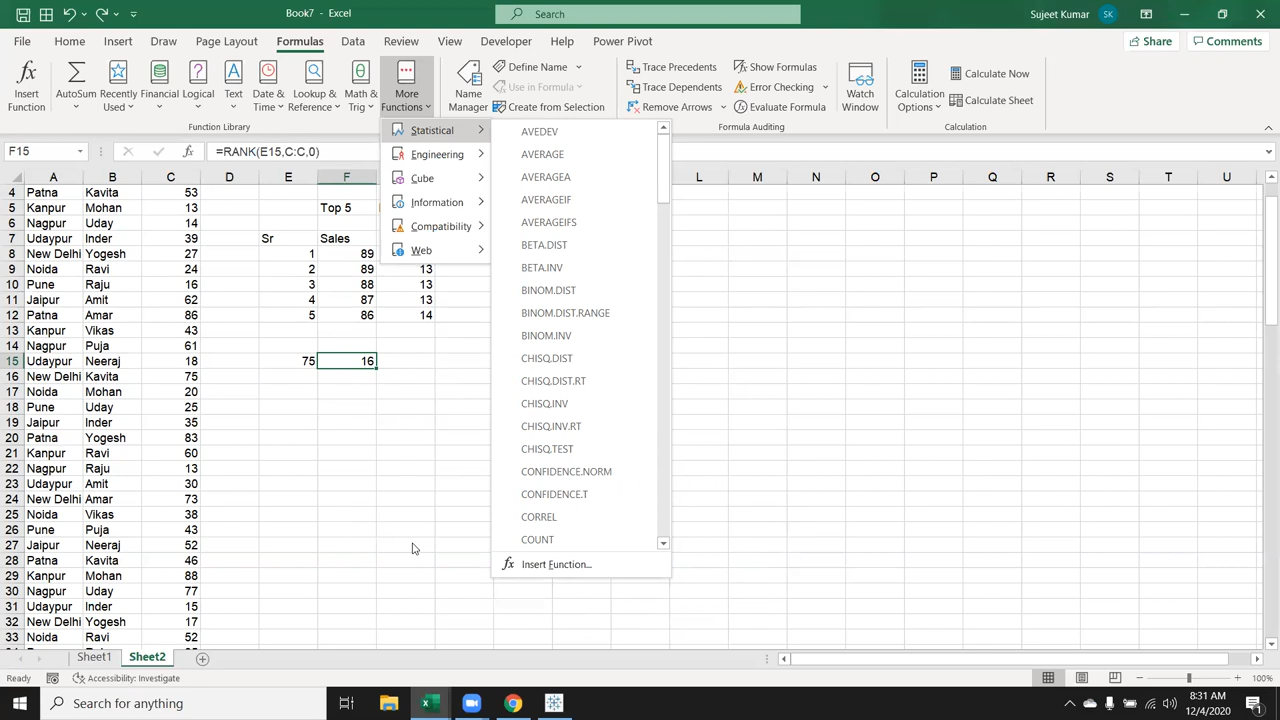 Book7 - Excel
Search
Sujeet Kumar
SK
File Home Insert Draw Page Layout Formulas Data Review View Developer Help Power Pivot
Share Comments
Insert Function
AutoSum
Recently Used
Financial
Logical
Text
Date & Time
Lookup & Reference
Math & Trig
More Functions
Name Manager
Define Name
Use in Formula
Create from Selection
Trace Precedents
Trace Dependents
Remove Arrows
Show Formulas
Error Checking
Evaluate Formula
Watch Window
Calculation Options
Calculate Now
Calculate Sheet
Function Library
Formula Auditing
Calculation
F15
=RANK(E15,C:C,0)
Statistical
Engineering
Cube
Information
Compatibility
Web
AVEDEV
AVERAGE
AVERAGEA
AVERAGEIF
AVERAGEIFS
BETA.DIST
BETA.INV
BINOM.DIST
BINOM.DIST.RANGE
BINOM.INV
CHISQ.DIST
CHISQ.DIST.RT
CHISQ.INV
CHISQ.INV.RT
CHISQ.TEST
CONFIDENCE.NORM
CONFIDENCE.T
CORREL
COUNT
Insert Function...
A B C D E F L M N O P Q R S T U
4 Patna Kavita 53
5 Kanpur Mohan 13 Top 5
6 Nagpur Uday 14
7 Udaypur Inder 39 Sr Sales
8 New Delhi Yogesh 27 1 89
9 Noida Ravi 24 2 89 13
10 Pune Raju 16 3 88 13
11 Jaipur Amit 62 4 87 13
12 Patna Amar 86 5 86 14
13 Kanpur Vikas 43
14 Nagpur Puja 61
15 Udaypur Neeraj 18 75 16
16 New Delhi Kavita 75
17 Noida Mohan 20
18 Pune Uday 25
19 Jaipur Inder 35
20 Patna Yogesh 83
21 Kanpur Ravi 60
22 Nagpur Raju 13
23 Udaypur Amit 30
24 New Delhi Amar 73
25 Noida Vikas 38
26 Pune Puja 43
27 Jaipur Neeraj 52
28 Patna Kavita 46
29 Kanpur Mohan 88
30 Nagpur Uday 77
31 Udaypur Inder 15
32 New Delhi Yogesh 17
33 Noida Ravi 52
Sheet1 Sheet2
Ready Accessibility: Investigate 100%
Search for anything
8:31 AM
12/4/2020